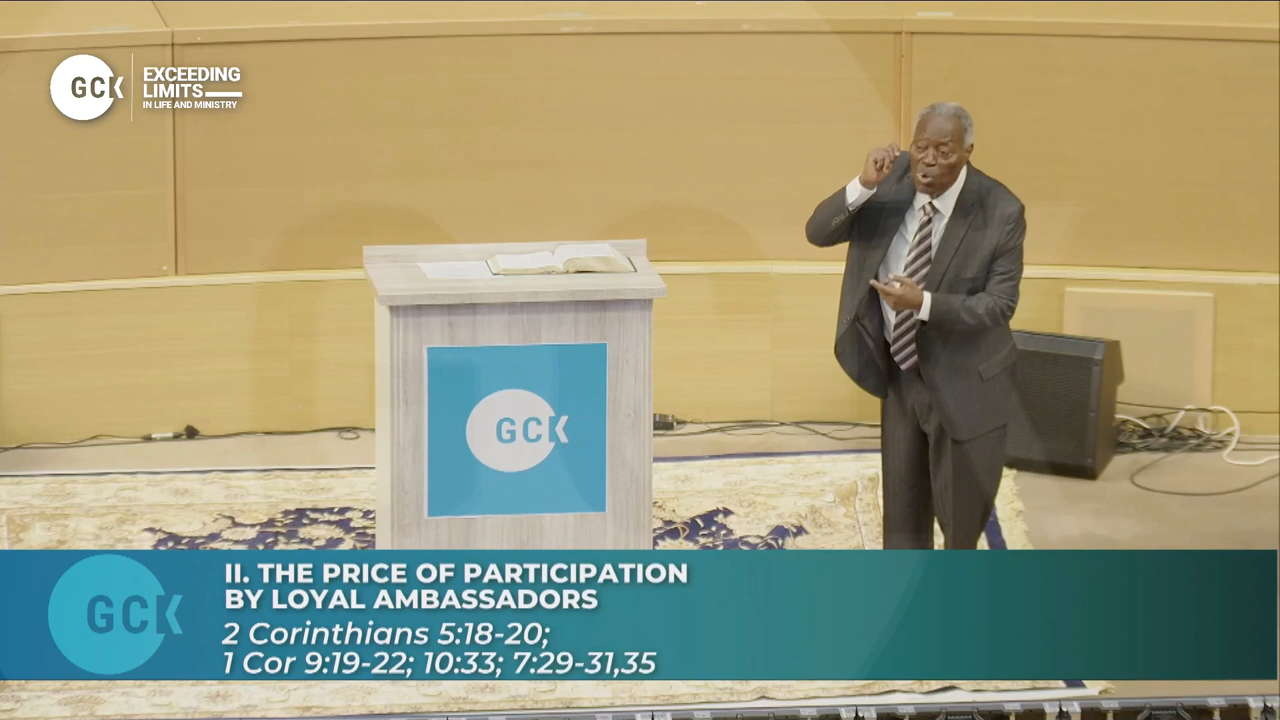 GCK
EXCEEDING
LIMITS
IN LIFE AND MINISTRY
GCK
GCK
II. THE PRICE OF PARTICIPATION
BY LOYAL AMBASSADORS
2 Corinthians 5:18-20;
1 Cor 9:19-22; 10:33; 7:29-31,35